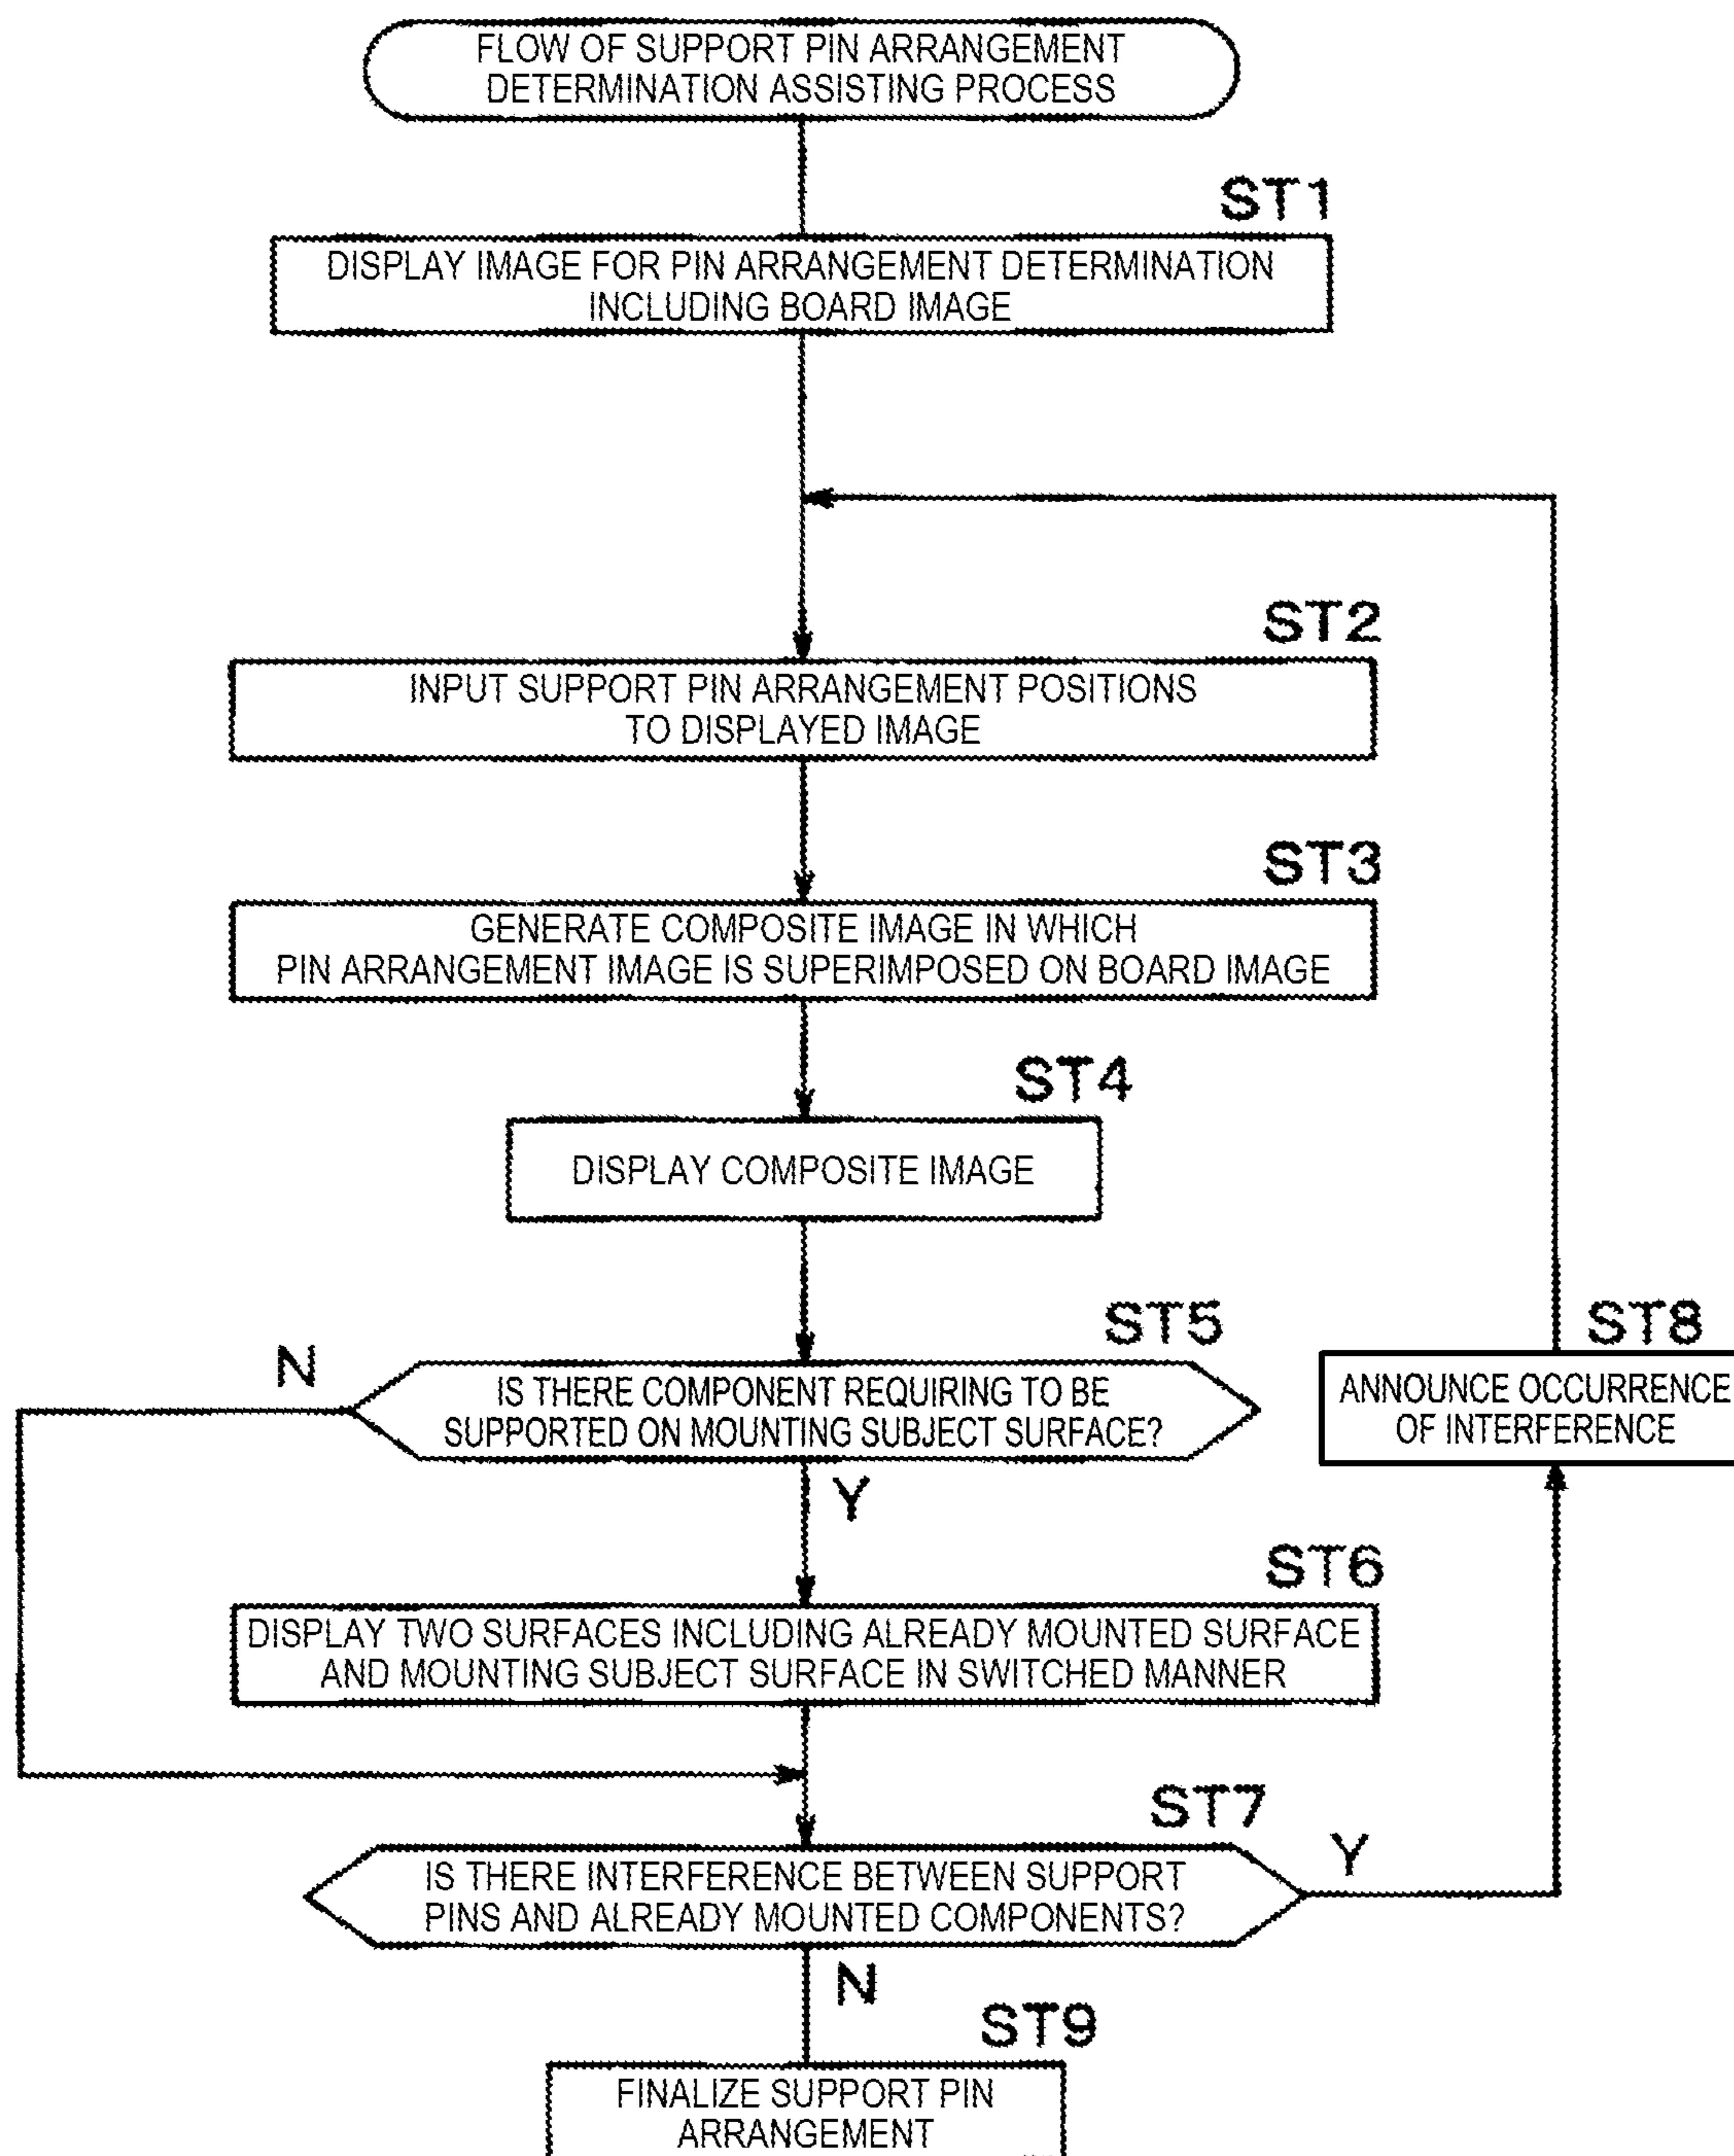 FLOW OF SUPPORT PIN ARRANGEMENT
DETERMINATION ASSISTING PROCESS
ST1
DISPLAY IMAGE FOR PIN ARRANGEMENT DETERMINATION
INCLUDING BOARD IMAGE
ST2
INPUT SUPPORT PIN ARRANGEMENT POSITIONS
TO DISPLAYED IMAGE
ST3
GENERATE COMPOSITE IMAGE IN WHICH
PIN ARRANGEMENT IMAGE IS SUPERIMPOSED ON BOARD IMAGE
ST4
DISPLAY COMPOSITE IMAGE
ST5
N
IS THERE COMPONENT REQUIRING TO BE
SUPPORTED ON MOUNTING SUBJECT SURFACE?
Y
ST8
ANNOUNCE OCCURRENCE
OF INTERFERENCE
ST6
DISPLAY TWO SURFACES INCLUDING ALREADY MOUNTED SURFACE
AND MOUNTING SUBJECT SURFACE IN SWITCHED MANNER
ST7
IS THERE INTERFERENCE BETWEEN SUPPORT
PINS AND ALREADY MOUNTED COMPONENTS?
Y
N
ST9
FINALIZE SUPPORT PIN
ARRANGEMENT